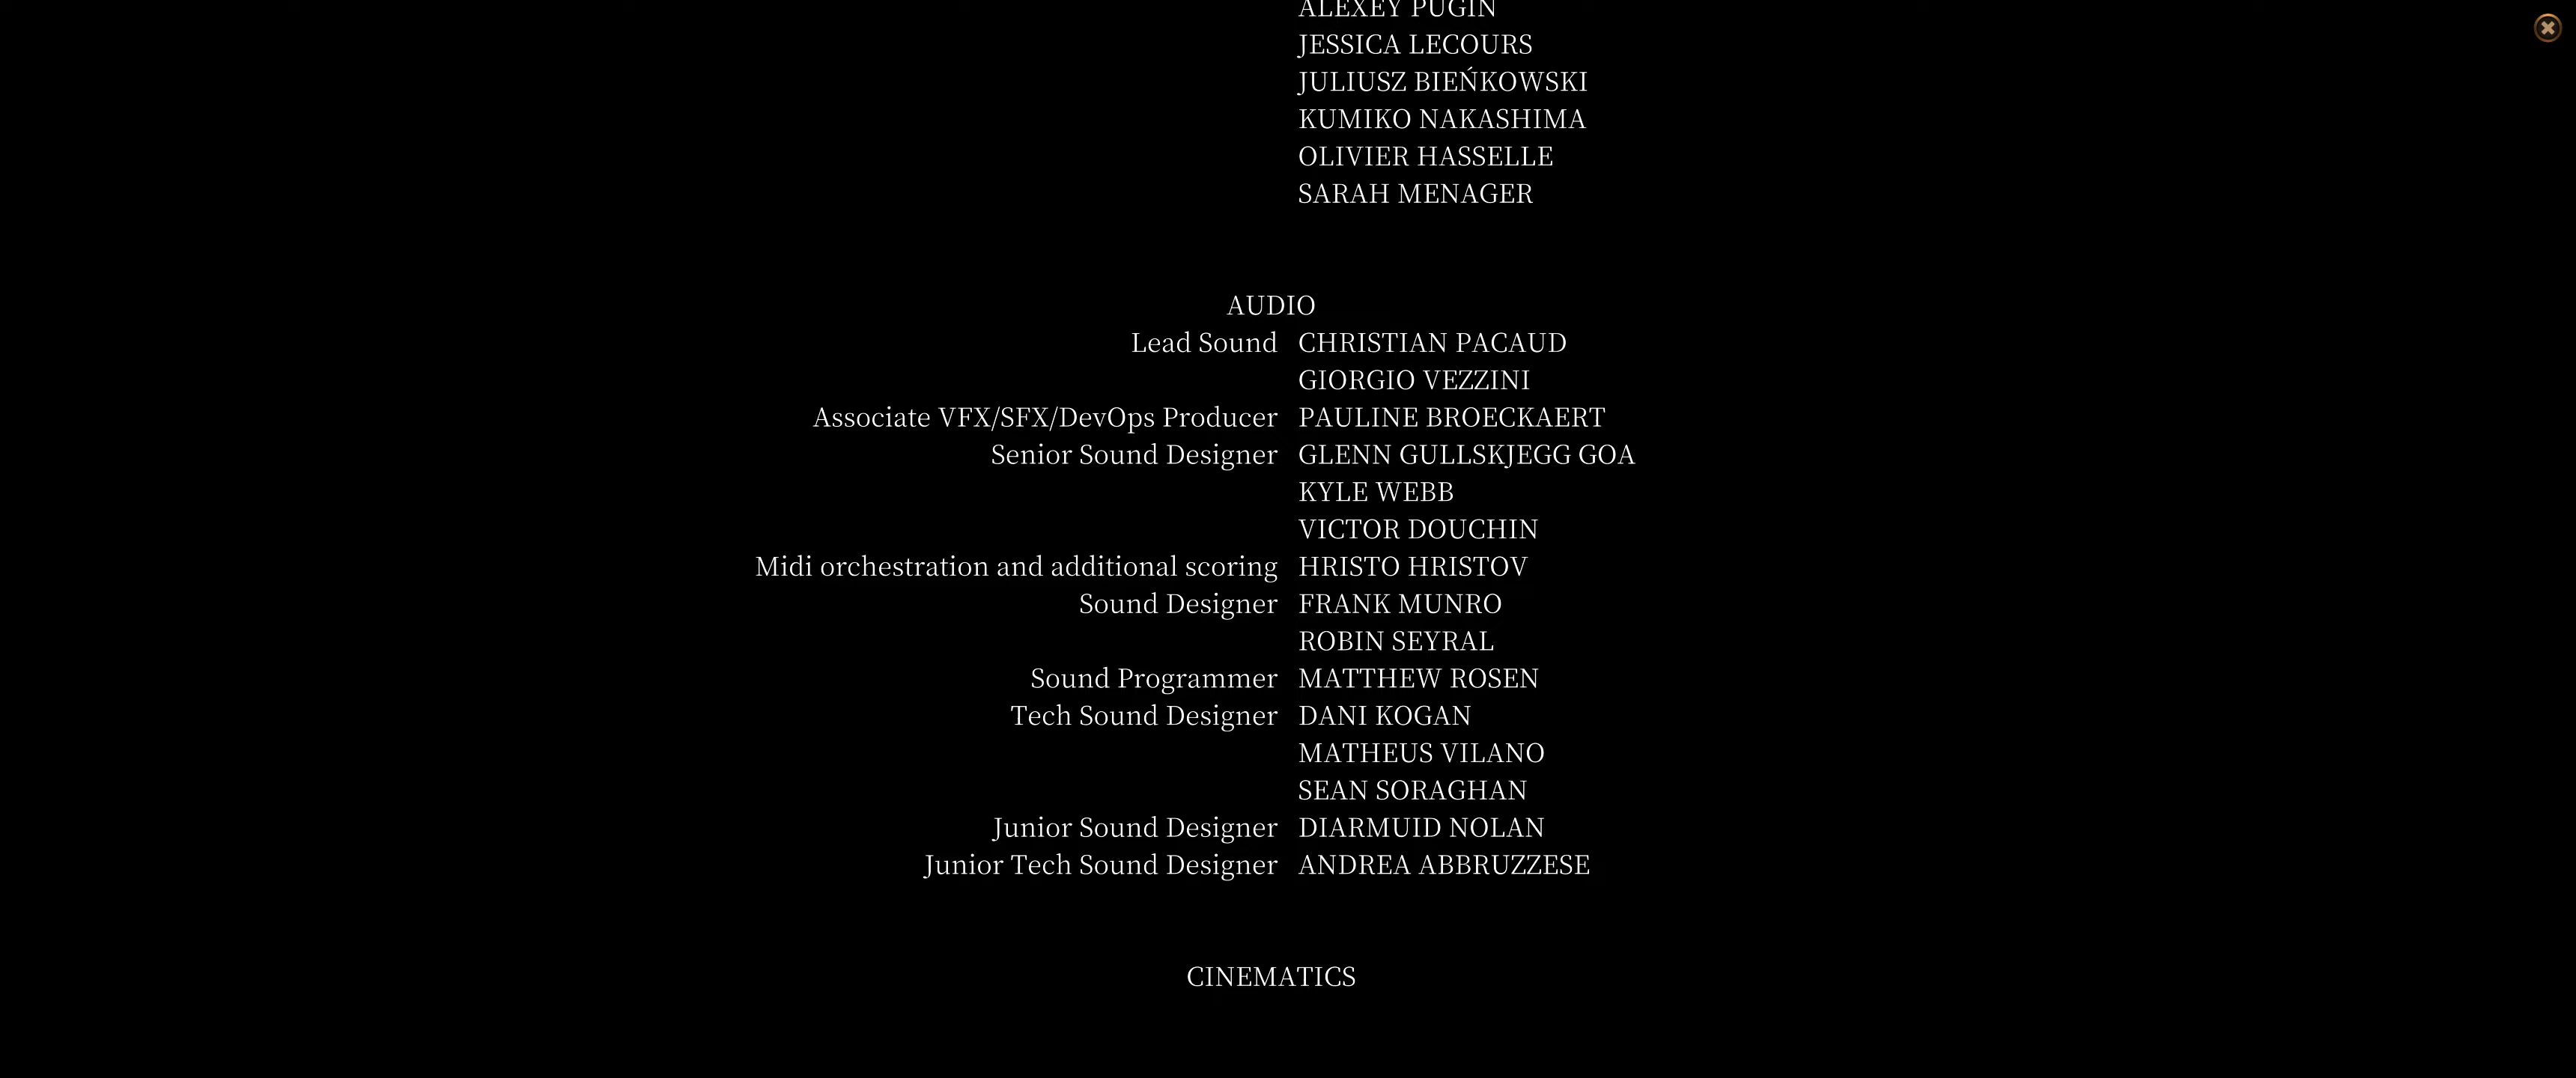 ALEXEY PUGIN
JESSICA LECOURS
JULIUSZ BIEŃKOWSKI
KUMIKO NAKASHIMA
OLIVIER HASSELLE
SARAH MENAGER
AUDIO
Lead Sound CHRISTIAN PACAUD
GIORGIO VEZZINI
Associate VFX/SFX/DevOps Producer PAULINE BROECKAERT
Senior Sound Designer GLENN GULLSKJEGG GOA
KYLE WEBB
VICTOR DOUCHIN
Midi orchestration and additional scoring HRISTO HRISTOV
Sound Designer FRANK MUNRO
ROBIN SEYRAL
Sound Programmer MATTHEW ROSEN
Tech Sound Designer DANI KOGAN
MATHEUS VILANO
SEAN SORAGHAN
Junior Sound Designer DIARMUID NOLAN
Junior Tech Sound Designer ANDREA ABBRUZZESE
CINEMATICS